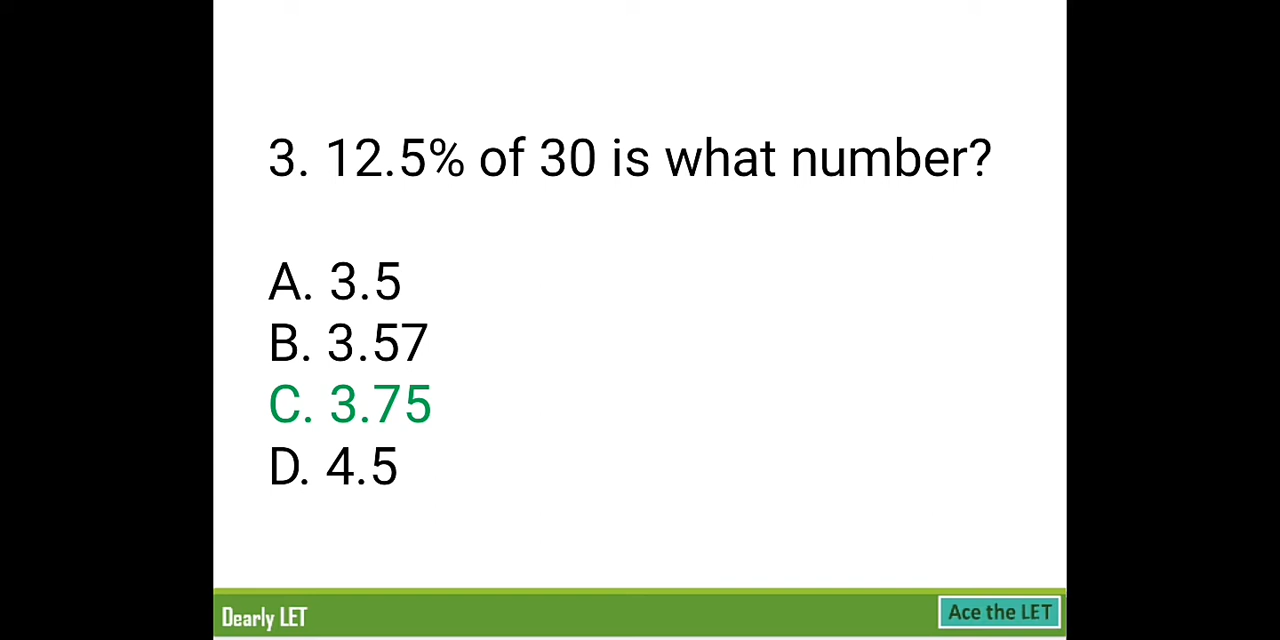 3. 12.5% of 30 is what number?
A. 3.5
B. 3.57
C. 3.75
D. 4.5
Dearly LET
Ace the LET